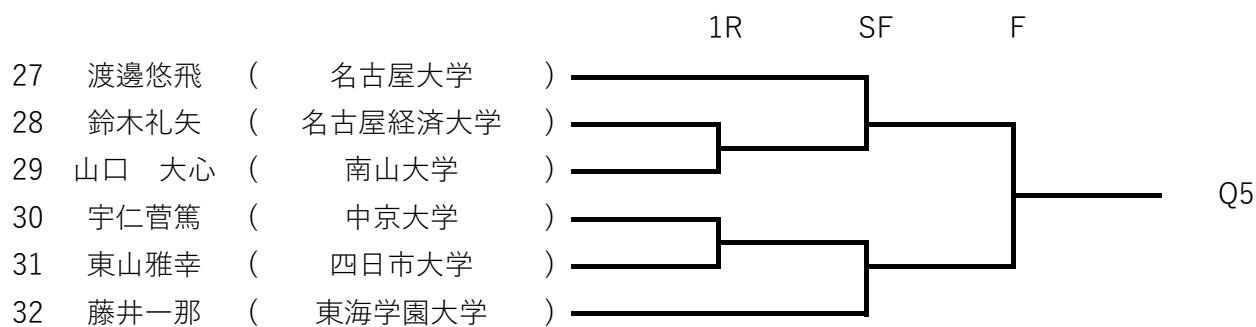 1R SF F
27 渡邊悠飛 ( 名古屋大学 )
28 鈴木礼矢 ( 名古屋経済大学 )
29 山口　大心 ( 南山大学 )
30 宇仁菅篤 ( 中京大学 )
31 東山雅幸 ( 四日市大学 )
32 藤井一那 ( 東海学園大学 )
Q5